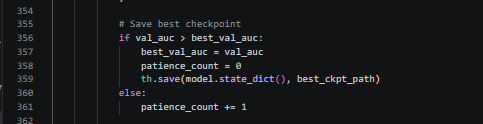 354
355 # Save best checkpoint
356 if val_auc > best_val_auc:
357 best_val_auc = val_auc
358 patience_count = 0
359 th.save(model.state_dict(), best_ckpt_path)
360 else:
361 patience_count += 1
362